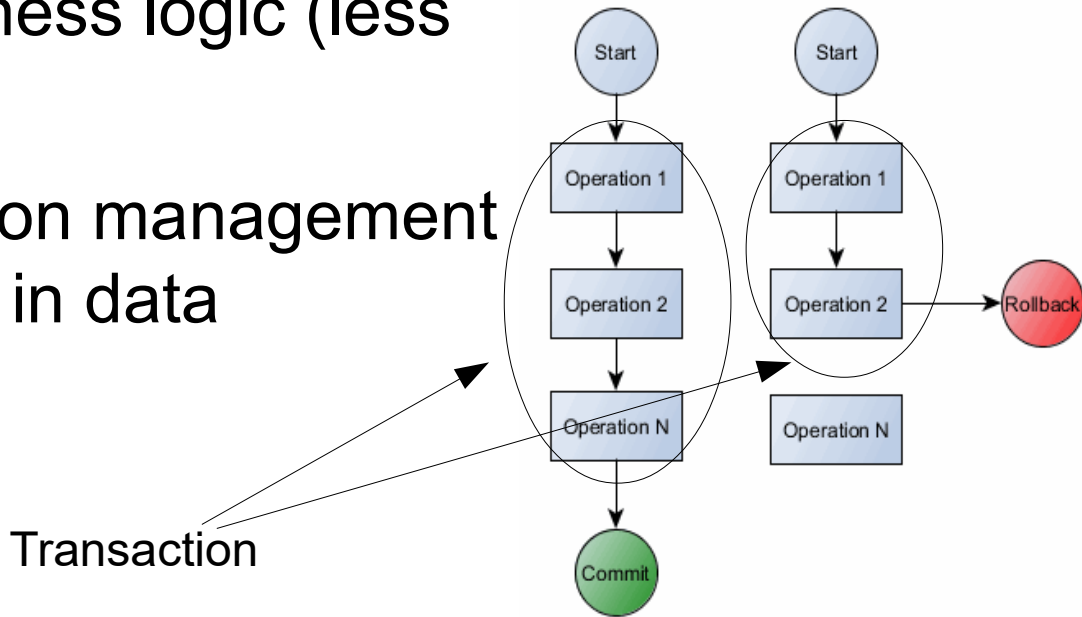 ness logic (less
on management
in data
Transaction
Start
Operation 1
Operation 2
Operation N
Commit
Start
Operation 1
Operation 2
Rollback
Operation N